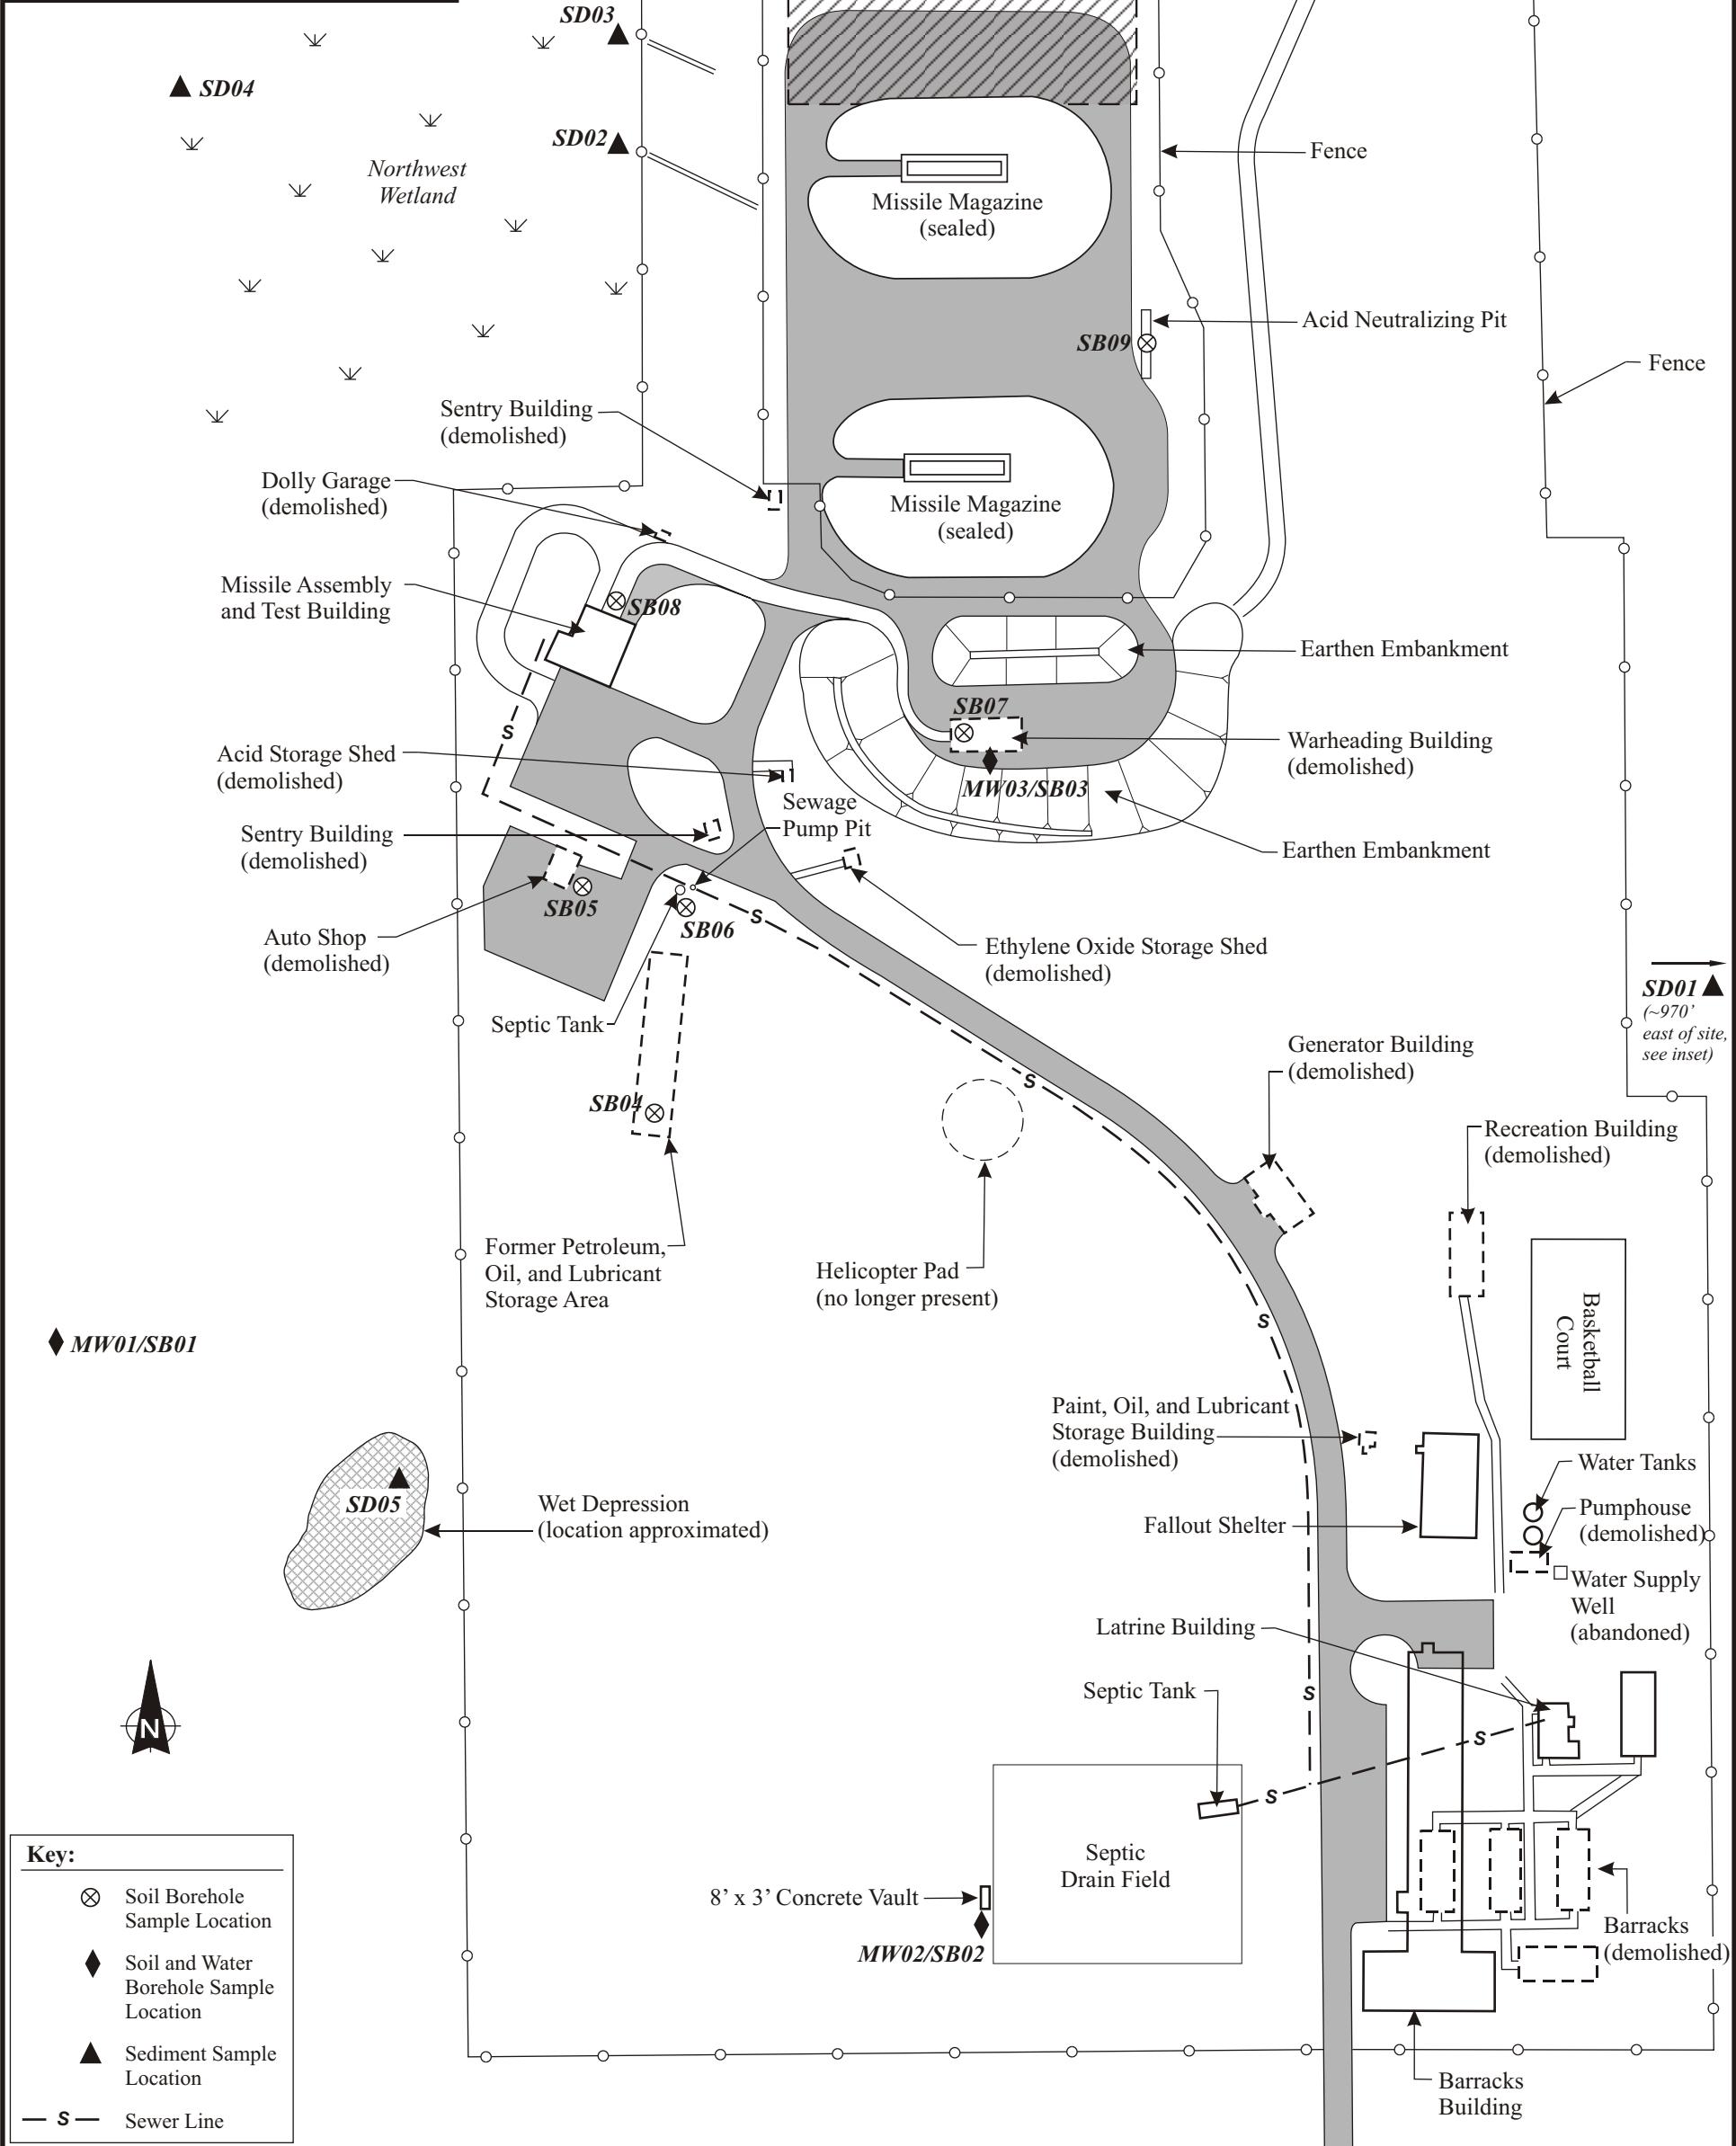 SD03
SD04
SD02
Northwest
Wetland
Fence
Missile Magazine
(sealed)
Acid Neutralizing Pit
SB09
Fence
Sentry Building
(demolished)
Dolly Garage
(demolished)
Missile Magazine
(sealed)
Missile Assembly
and Test Building
SB08
Earthen Embankment
SB07
S
Warheading Building
(demolished)
Acid Storage Shed
(demolished)
MW03/SB03
Sewage
Pump Pit
Sentry Building
(demolished)
Earthen Embankment
SB05
S
SB06
Auto Shop
(demolished)
Ethylene Oxide Storage Shed
(demolished)
SD01
(~970’
east of site,
see inset)
Septic Tank
Generator Building
(demolished)
S
SB04
Recreation Building
(demolished)
Former Petroleum,
Oil, and Lubricant
Storage Area
Helicopter Pad
(no longer present)
S
Basketball
Court
MW01/SB01
Paint, Oil, and Lubricant
Storage Building
(demolished)
Water Tanks
SD05
Wet Depression
(location approximated)
Pumphouse
(demolished)
Fallout Shelter
Water Supply
Well
(abandoned)
Latrine Building
Septic Tank
S
N
S
S
Key:
Septic
Drain Field
8’ x 3’ Concrete Vault
Soil Borehole
Sample Location
Barracks
(demolished)
MW02/SB02
Soil and Water
Borehole Sample
Location
Sediment Sample
Location
Barracks
Building
S
Sewer Line